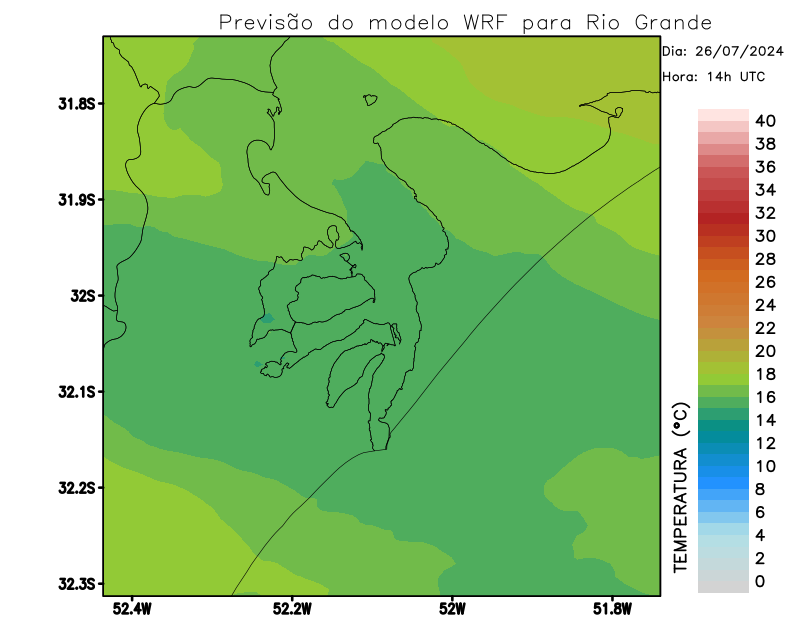 Previsão do modelo WRF para Rio Grande
Dia: 26/07/2024
Hora: 14h UTC
31.8S
31.9S
32S
32.1S
32.2S
32.3S
52.4W
52.2W
52W
51.8W
TEMPERATURA (°C)
40
38
36
34
32
30
28
26
24
22
20
18
16
14
12
10
8
6
4
2
0